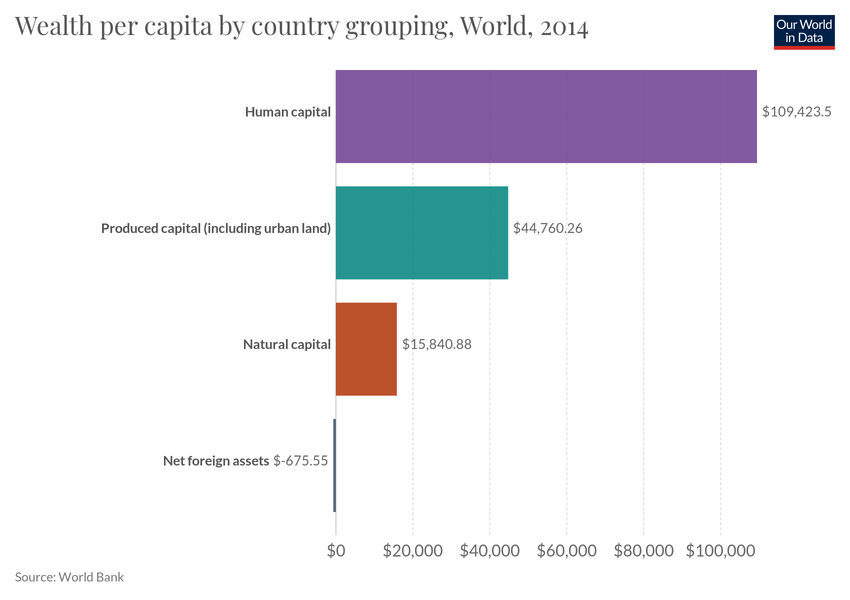 Wealth per capita by country grouping, World, 2014
Our World
in Data
Human capital $109,423.5
Produced capital (including urban land) $44,760.26
Natural capital $15,840.88
Net foreign assets $-675.55
$0 $20,000 $40,000 $60,000 $80,000 $100,000
Source: World Bank